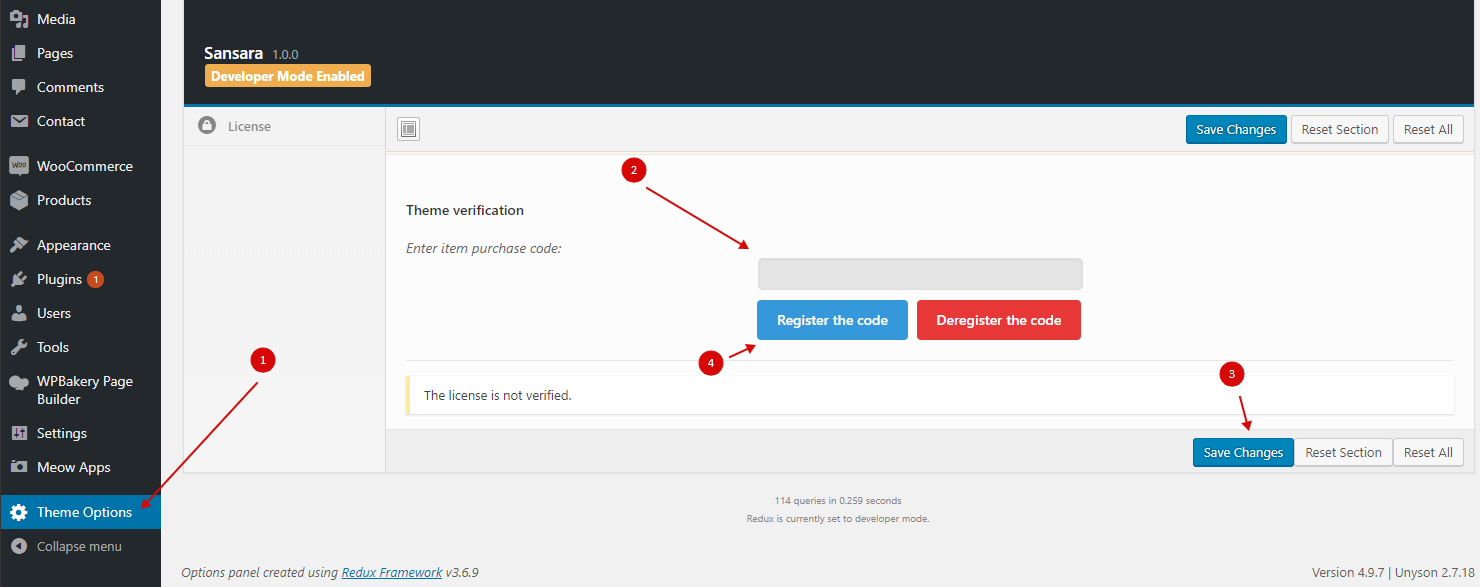 Media
Pages
Comments
Contact
WooCommerce
Products
Appearance
Plugins 1
Users
Tools
WPBakery Page
Builder
Settings
Meow Apps
Theme Options
Collapse menu
Sansara 1.0.0
Developer Mode Enabled
License
Save Changes Reset Section Reset All
2
Theme verification
Enter item purchase code:
Register the code Deregister the code
1
4
3
The license is not verified.
Save Changes Reset Section Reset All
114 queries in 0.259 seconds
Redux is currently set to developer mode.
Options panel created using Redux Framework v3.6.9
Version 4.9.7 | Unyson 2.7.18